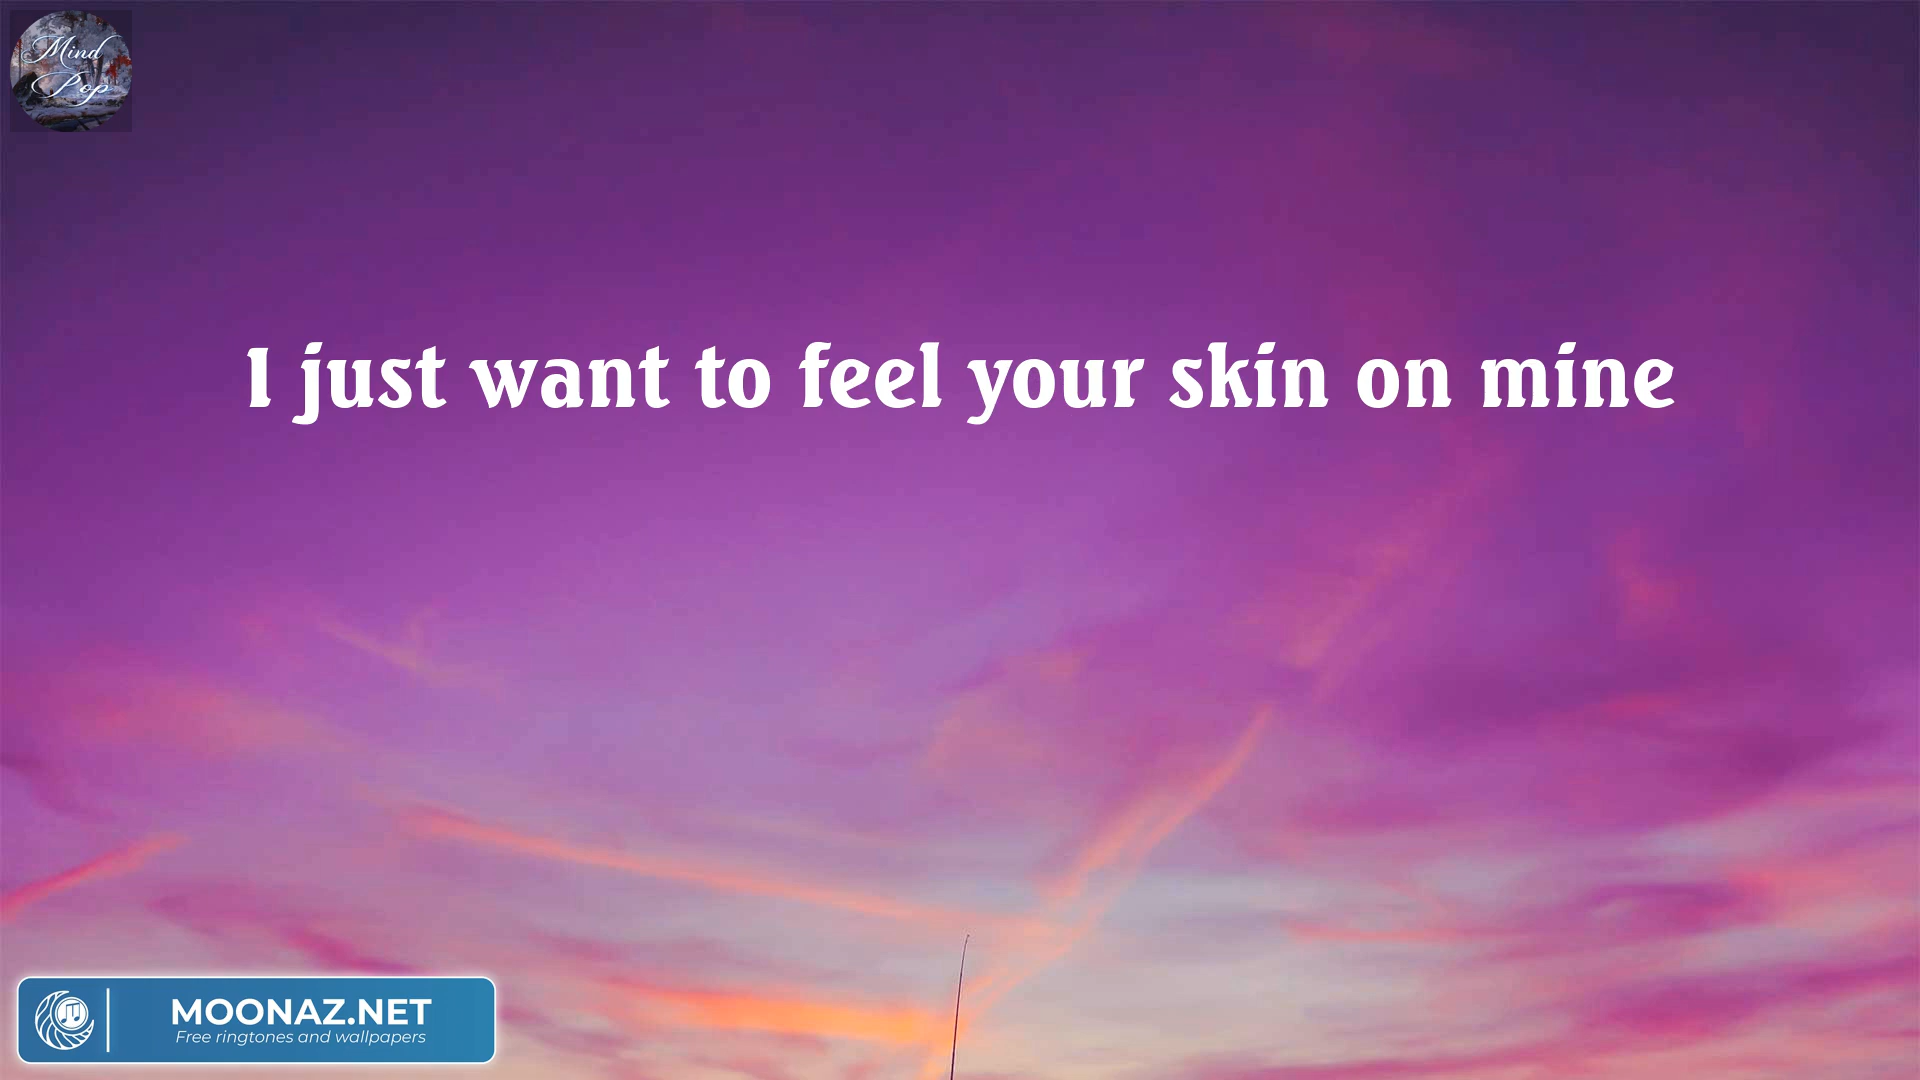 Mind
Pop
I just want to feel your skin on mine
MOONAZ.NET
Free ringtones and wallpapers